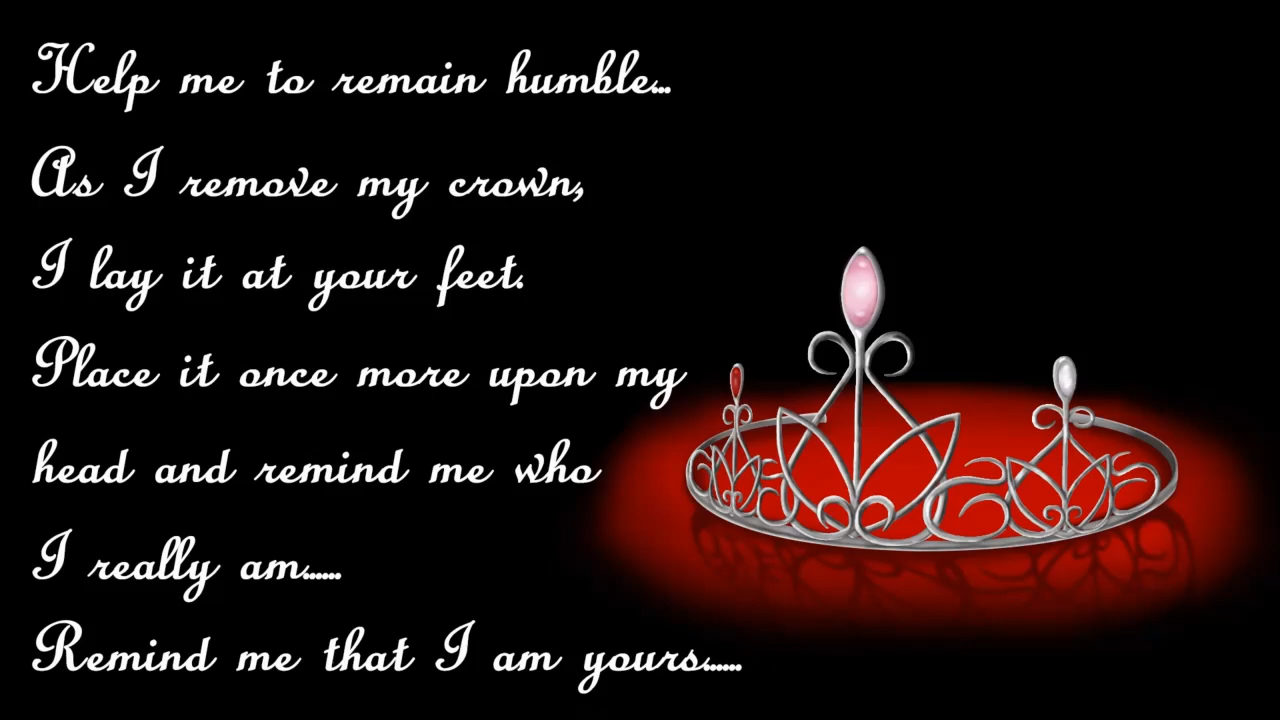 Help me to remain humble...
As I remove my crown,
I lay it at your feet.
Place it once more upon my
head and remind me who
I really am......
Remind me that I am yours......